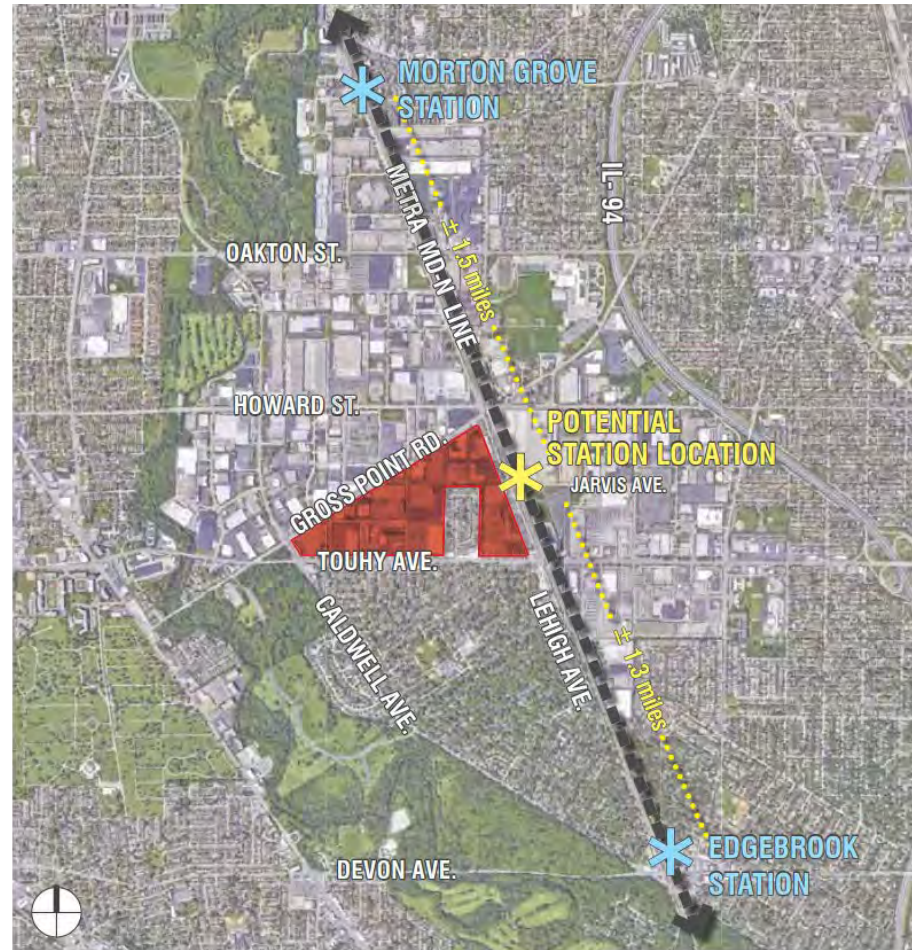 MORTON GROVE
STATION
METRA MD-N LINE
± 1.5 miles
IL-94
OAKTON ST.
HOWARD ST.
POTENTIAL
STATION LOCATION
JARVIS AVE.
GROSS POINT RD.
TOUHY AVE.
CALDWELL AVE.
LEHIGH AVE.
± 1.3 miles
DEVON AVE.
EDGEBROOK
STATION